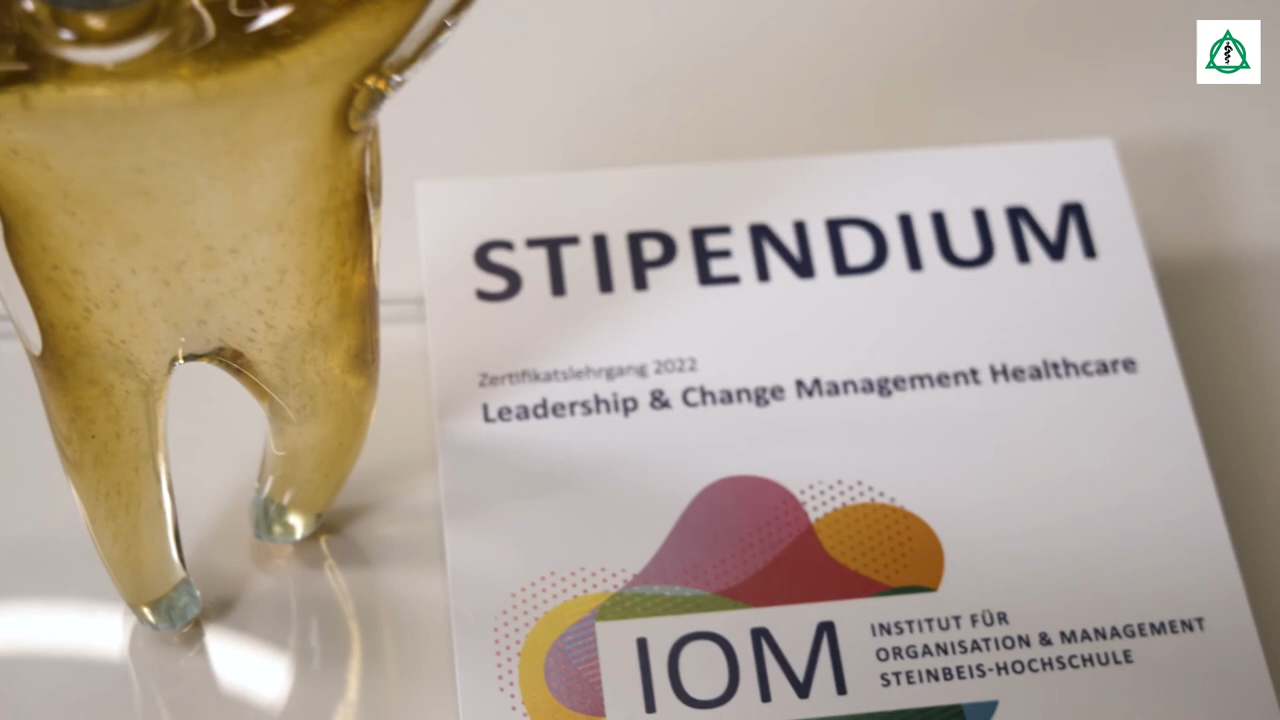 STIPENDIUM
Zertifikatslehrgang 2022
Leadership & Change Management Healthcare
IOM
INSTITUT FÜR
ORGANISATION & MANAGEMENT
STEINBEIS-HOCHSCHULE